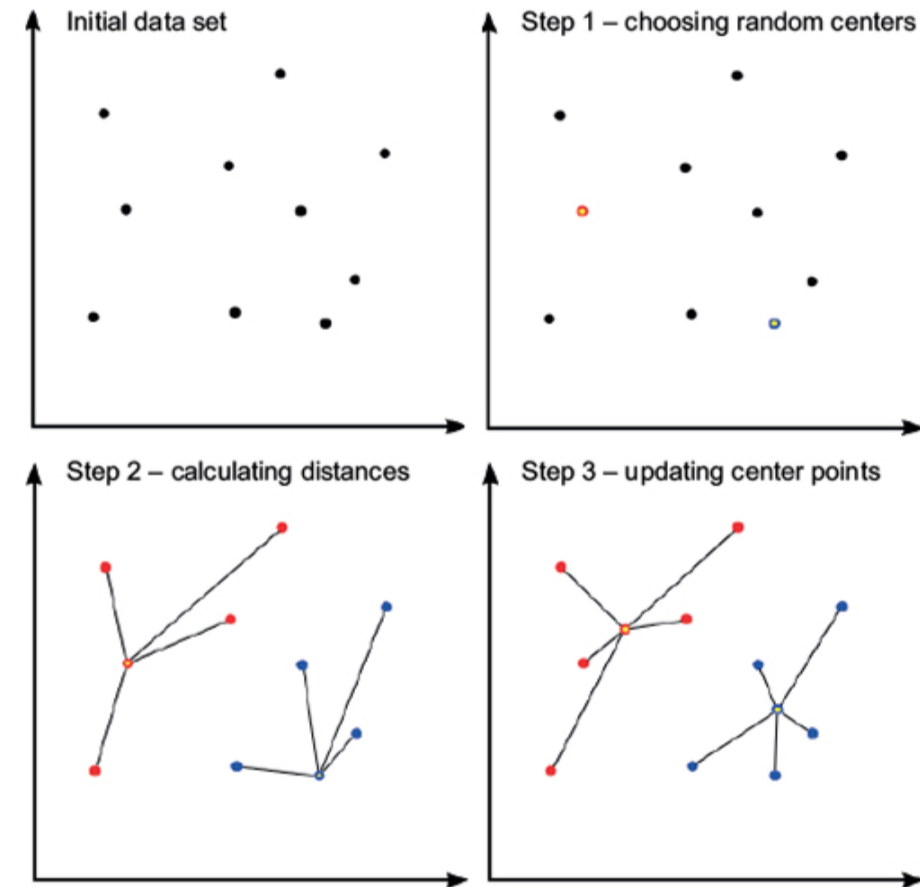 Initial data set
Step 1 – choosing random centers
Step 2 – calculating distances
Step 3 – updating center points